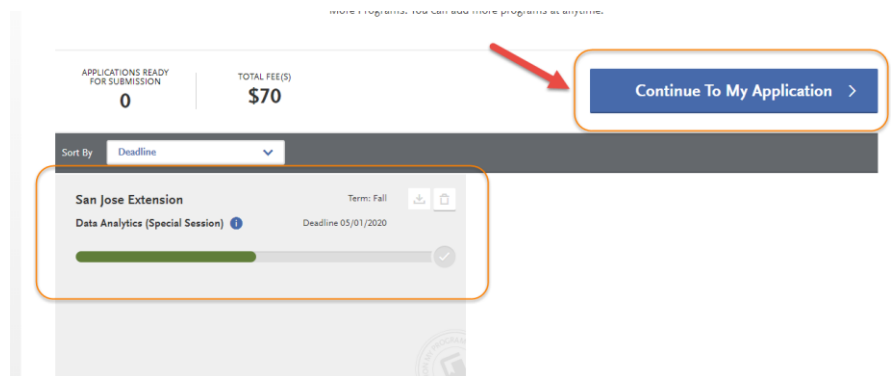 More Programs. You can add more programs at anytime.
APPLICATIONS READY
FOR SUBMISSION
0
TOTAL FEE(S)
$70
Continue To My Application
Sort By Deadline
San Jose Extension
Term: Fall
Data Analytics (Special Session)
Deadline 05/01/2020